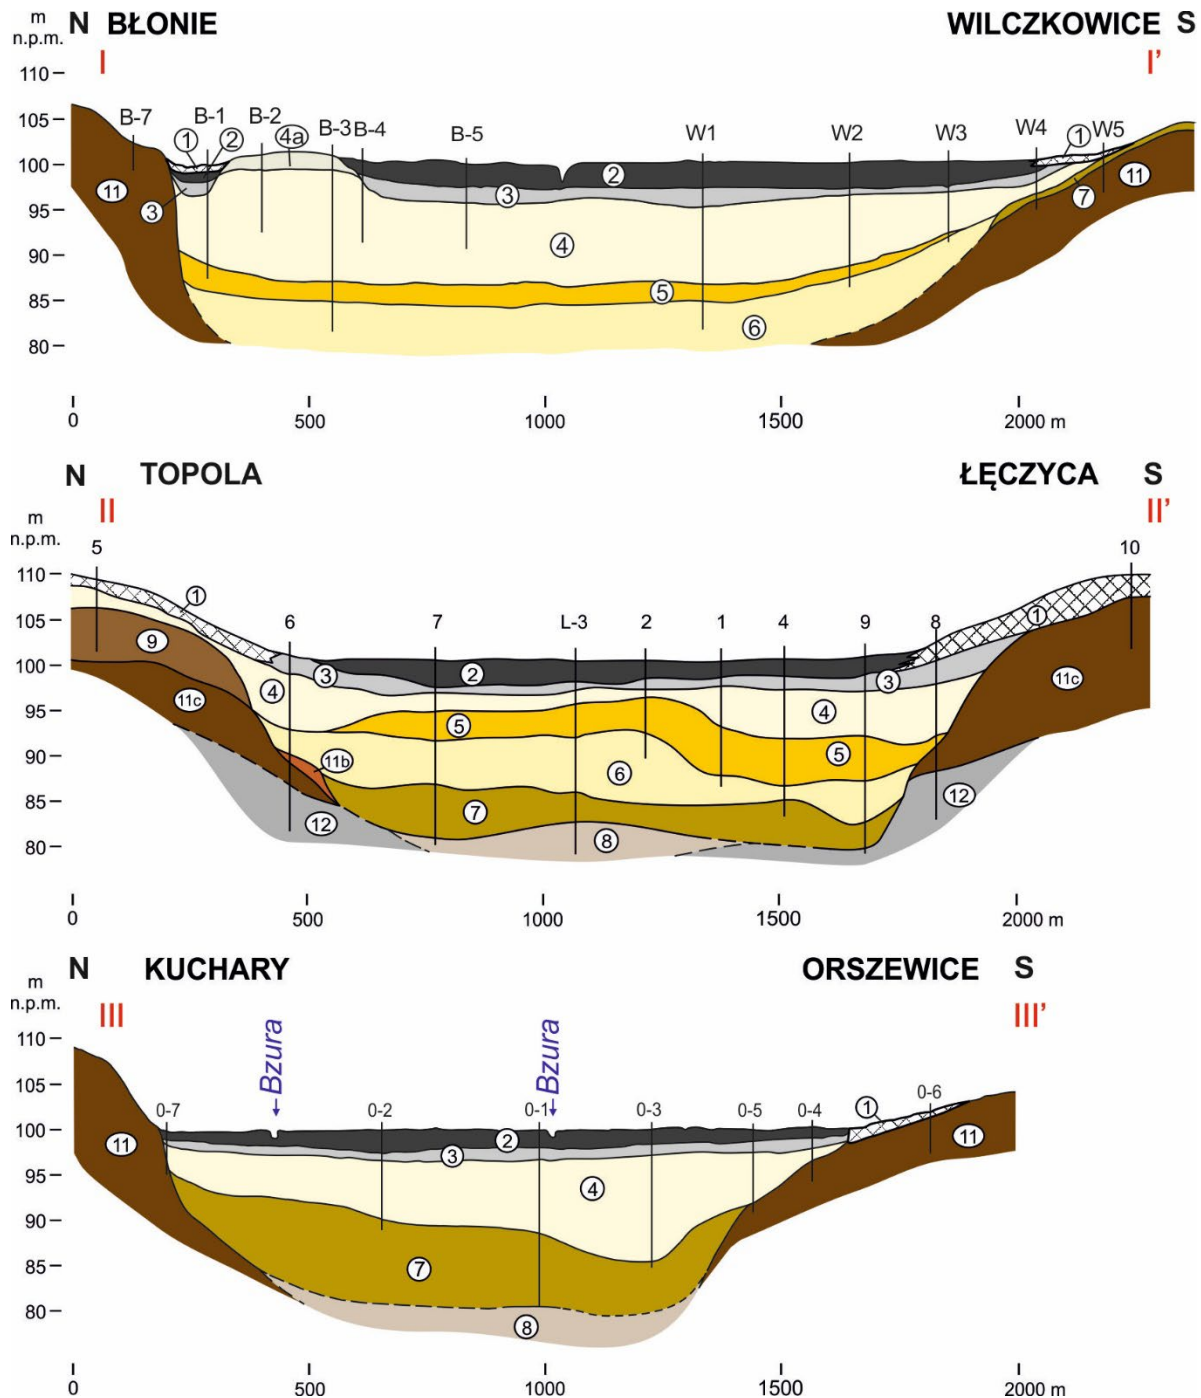 m N BŁONIE WILCZKOWICE S
n.p.m. I I'
110
105 B-7 B-1 B-2 B-3 B-4 B-5 W1 W2 W3 W4 W5
1 2 4a 1
100
2
11 3 3 7 11
95
4
90
5
85
6
80
0 500 1000 1500 2000 m
N TOPOLA ŁĘCZYCA S
II II'
m
n.p.m.
5 10
110
1
105 1
6 7 L-3 2 1 4 9 8
9
100
2
3 3
4 11c 11c
95
4
5
90
5
11b 6
85
7 12
12
80
8
0 500 1000 1500 2000 m
N KUCHARY ORSZEWICE S
m
n.p.m. III III'
110
Bzura Bzura
105
0-7 0-2 0-1 0-3 0-5 0-4 0-6
1
100
11 2 11
3
95
4
90
85
7
80
8
0 500 1000 1500 2000 m